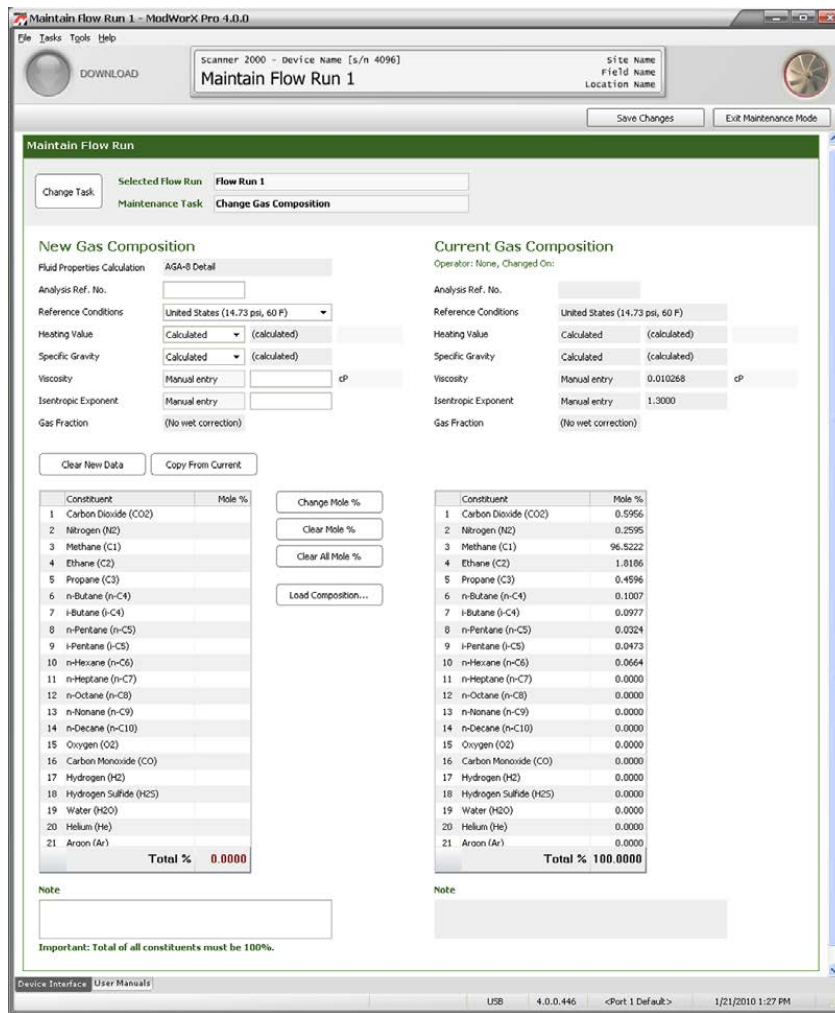 Maintain Flow Run 1 - ModWorX Pro 4.0.0
File Tasks Tools Help
DOWNLOAD
Scanner 2000 - Device Name [s/n 4096]
Maintain Flow Run 1
Site Name
Field Name
Location Name
Save Changes Exit Maintenance Mode
Maintain Flow Run
Change Task
Selected Flow Run Flow Run 1
Maintenance Task Change Gas Composition
New Gas Composition
Fluid Properties Calculation AGA-8 Detail
Analysis Ref. No.
Reference Conditions United States (14.73 psi, 60 F)
Heating Value Calculated (calculated)
Specific Gravity Calculated (calculated)
Viscosity Manual entry cP
Isentropic Exponent Manual entry
Gas Fraction (No wet correction)
Clear New Data Copy From Current
Constituent Mole %
1 Carbon Dioxide (CO2)
2 Nitrogen (N2)
3 Methane (C1)
4 Ethane (C2)
5 Propane (C3)
6 n-Butane (n-C4)
7 i-Butane (i-C4)
8 n-Pentane (n-C5)
9 i-Pentane (i-C5)
10 n-Hexane (n-C6)
11 n-Heptane (n-C7)
12 n-Octane (n-C8)
13 n-Nonane (n-C9)
14 n-Decane (n-C10)
15 Oxygen (O2)
16 Carbon Monoxide (CO)
17 Hydrogen (H2)
18 Hydrogen Sulfide (H2S)
19 Water (H2O)
20 Helium (He)
21 Argon (Ar)
Total % 0.0000
Change Mole %
Clear Mole %
Clear All Mole %
Load Composition...
Note
Important: Total of all constituents must be 100%.
Current Gas Composition
Operator: None, Changed On:
Analysis Ref. No.
Reference Conditions United States (14.73 psi, 60 F)
Heating Value Calculated (calculated)
Specific Gravity Calculated (calculated)
Viscosity Manual entry 0.010268 cP
Isentropic Exponent Manual entry 1.3000
Gas Fraction (No wet correction)
Constituent Mole %
1 Carbon Dioxide (CO2) 0.5956
2 Nitrogen (N2) 0.2595
3 Methane (C1) 96.5222
4 Ethane (C2) 1.8186
5 Propane (C3) 0.4596
6 n-Butane (n-C4) 0.1007
7 i-Butane (i-C4) 0.0977
8 n-Pentane (n-C5) 0.0324
9 i-Pentane (i-C5) 0.0473
10 n-Hexane (n-C6) 0.0664
11 n-Heptane (n-C7) 0.0000
12 n-Octane (n-C8) 0.0000
13 n-Nonane (n-C9) 0.0000
14 n-Decane (n-C10) 0.0000
15 Oxygen (O2) 0.0000
16 Carbon Monoxide (CO) 0.0000
17 Hydrogen (H2) 0.0000
18 Hydrogen Sulfide (H2S) 0.0000
19 Water (H2O) 0.0000
20 Helium (He) 0.0000
21 Argon (Ar) 0.0000
Total % 100.0000
Note
Device Interface User Manuals
USB 4.0.0.446 <Port 1 Default> 1/21/2010 1:27 PM